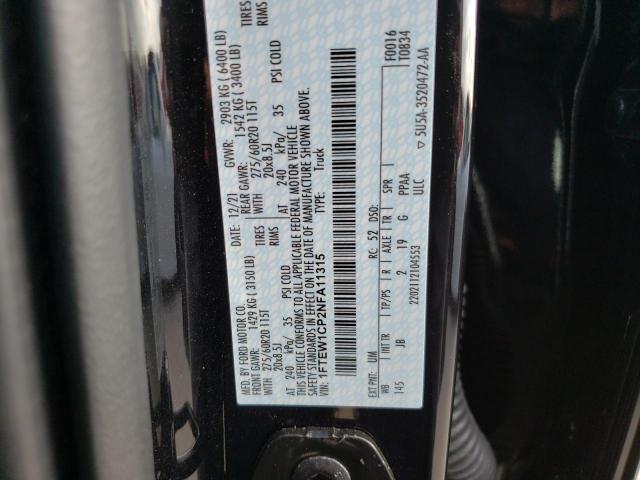 MFD. BY FORD MOTOR CO.
DATE: 12/21 GVWR: 2903 KG ( 6400 LB)
FRONT GAWR: 1429 KG ( 3150 LB) REAR GAWR: 1542 KG ( 3400 LB)
WITH 275/60R20 115T TIRES WITH 275/60R20 115T TIRES
20x8.5J RIMS 20x8.5J RIMS
AT 240 kPa/ 35 PSI COLD AT 240 kPa/ 35 PSI COLD
THIS VEHICLE CONFORMS TO ALL APPLICABLE FEDERAL MOTOR VEHICLE
SAFETY STANDARDS IN EFFECT ON THE DATE OF MANUFACTURE SHOWN ABOVE.
VIN: 1FTEW1CP2NFA11315 TYPE: Truck
F0016
T0834
EXT PNT: UM RC: 52 DSO:
WB INT TR TP/PS R AXLE TR SPR
145 JB 2 19 G PPAA
2202112104553 ULC
▽ 5U5A-3520472-AA